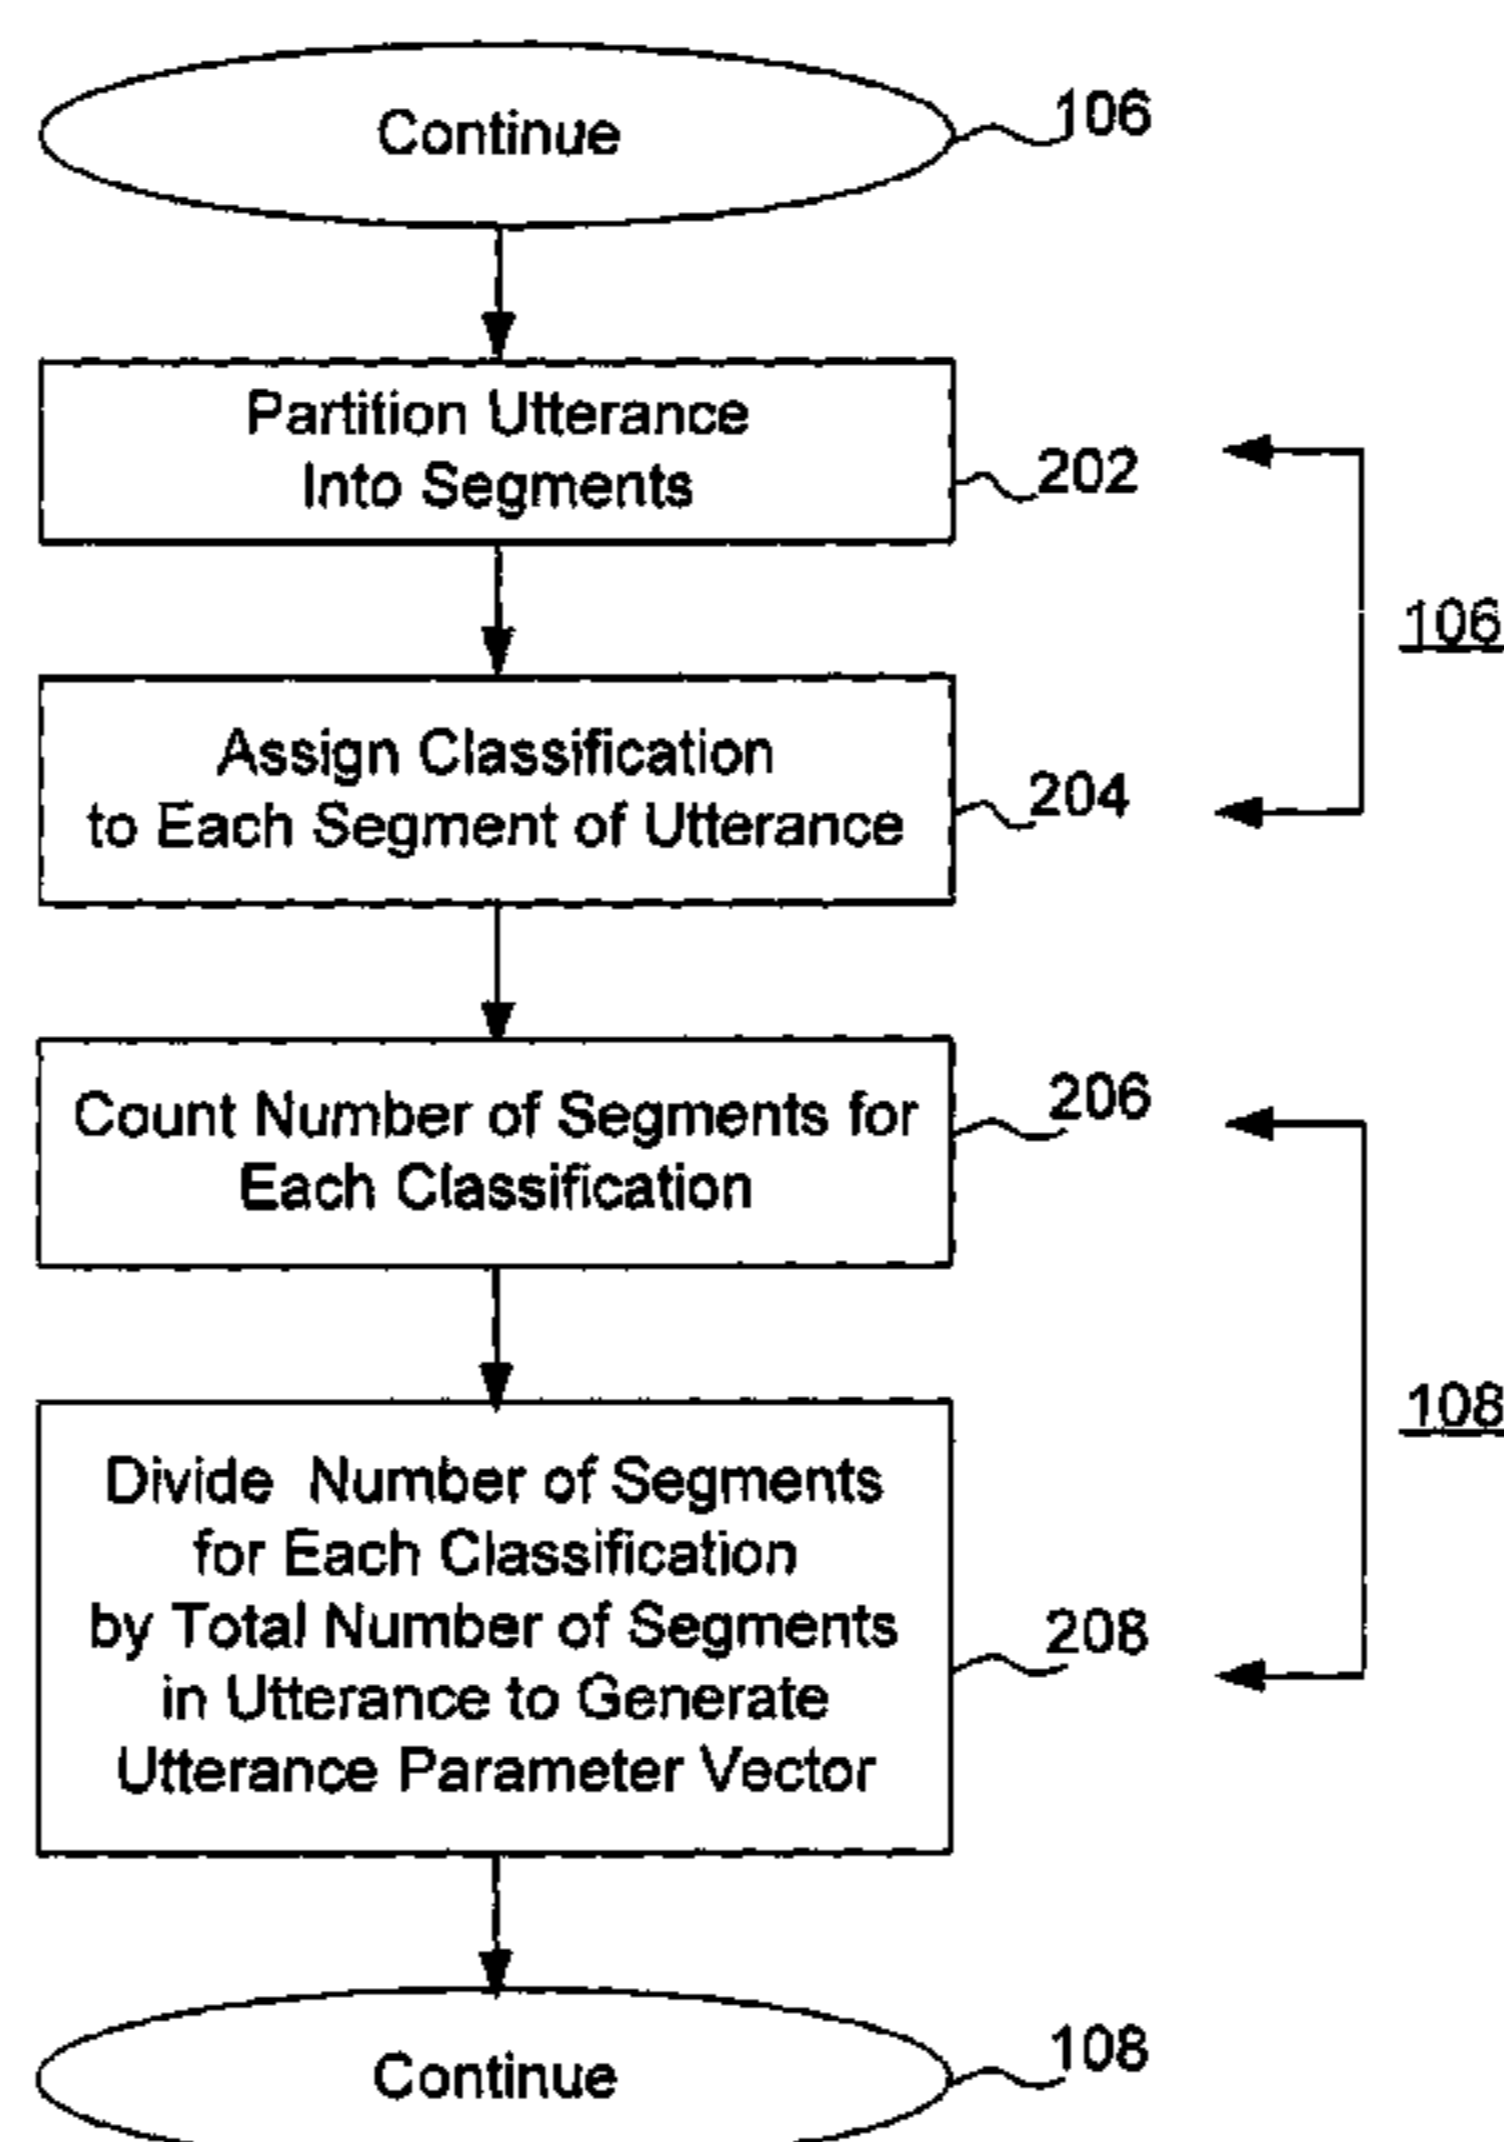 Continue
106
Partition Utterance
Into Segments
202
106
Assign Classification
to Each Segment of Utterance
204
Count Number of Segments for
Each Classification
206
108
Divide Number of Segments
for Each Classification
by Total Number of Segments
in Utterance to Generate
Utterance Parameter Vector
208
Continue
108